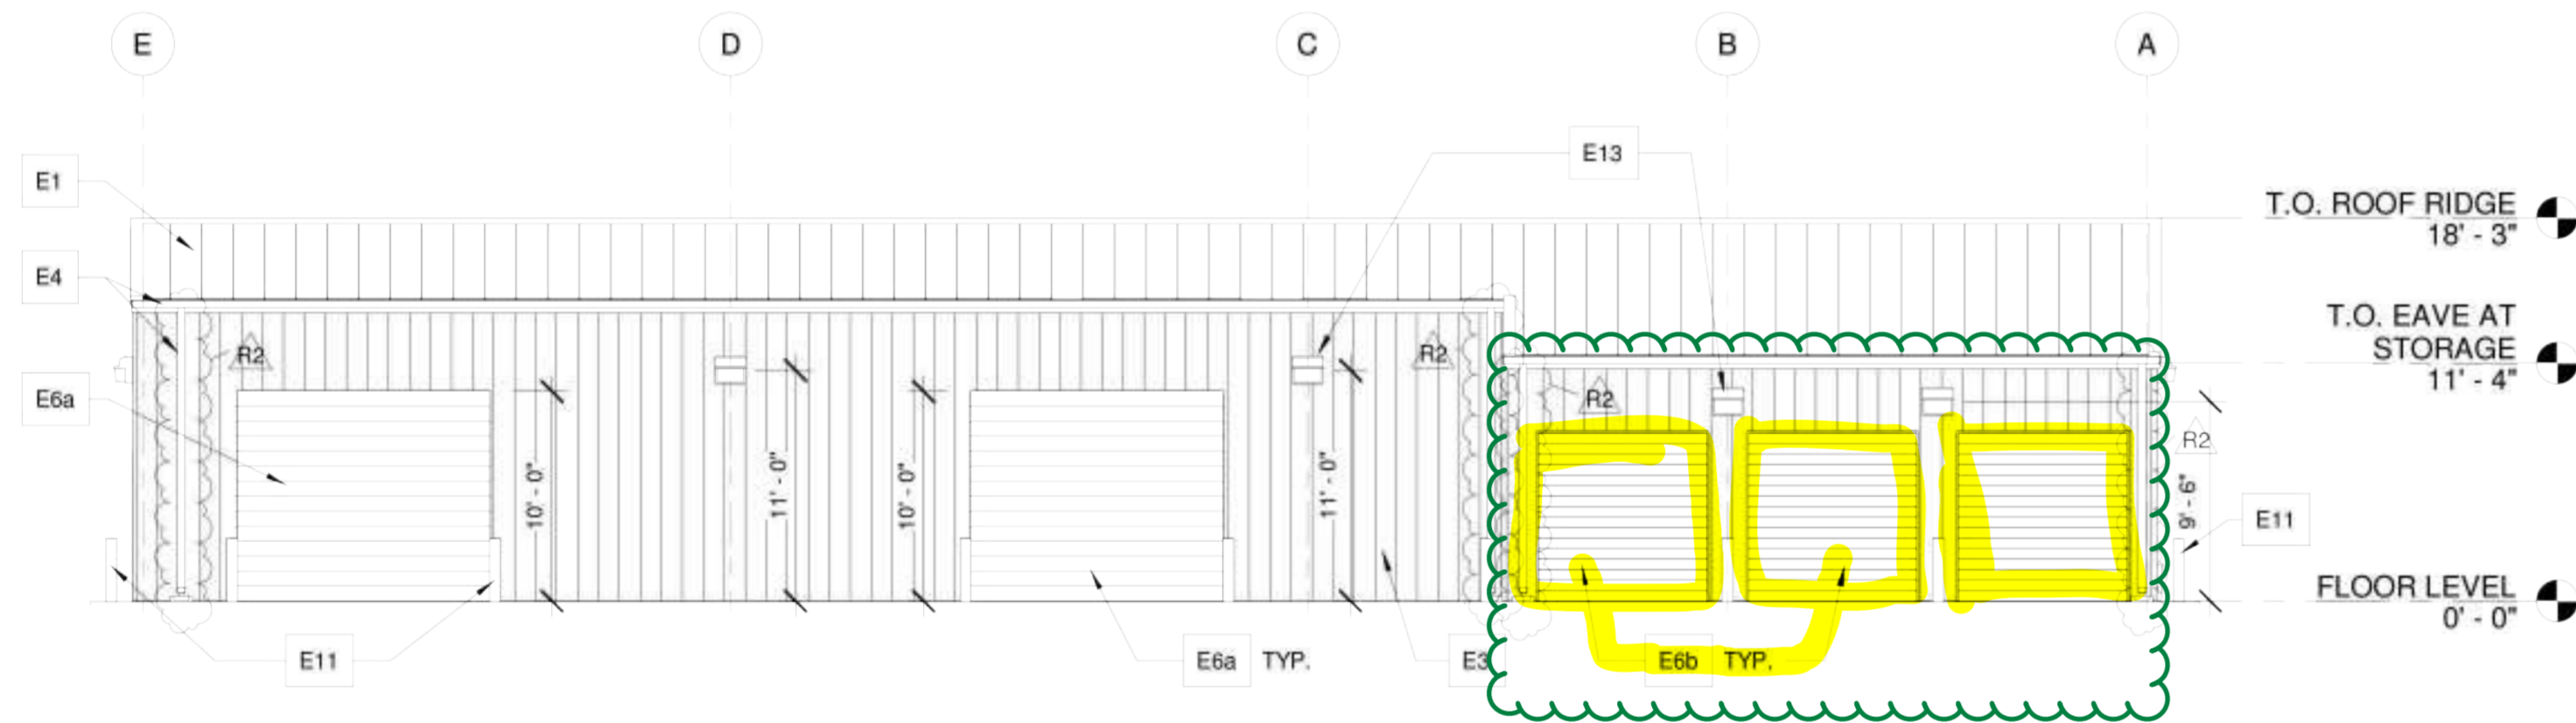 E
D
C
B
A
E13
E1
T.O. ROOF RIDGE
18' - 3"
E4
T.O. EAVE AT
STORAGE
11' - 4"
R2
R2
R2
E6a
R2
10' - 0"
11' - 0"
10' - 0"
11' - 0"
9' - 6"
E11
FLOOR LEVEL
0' - 0"
E11
E6a TYP.
E3
E6b TYP.